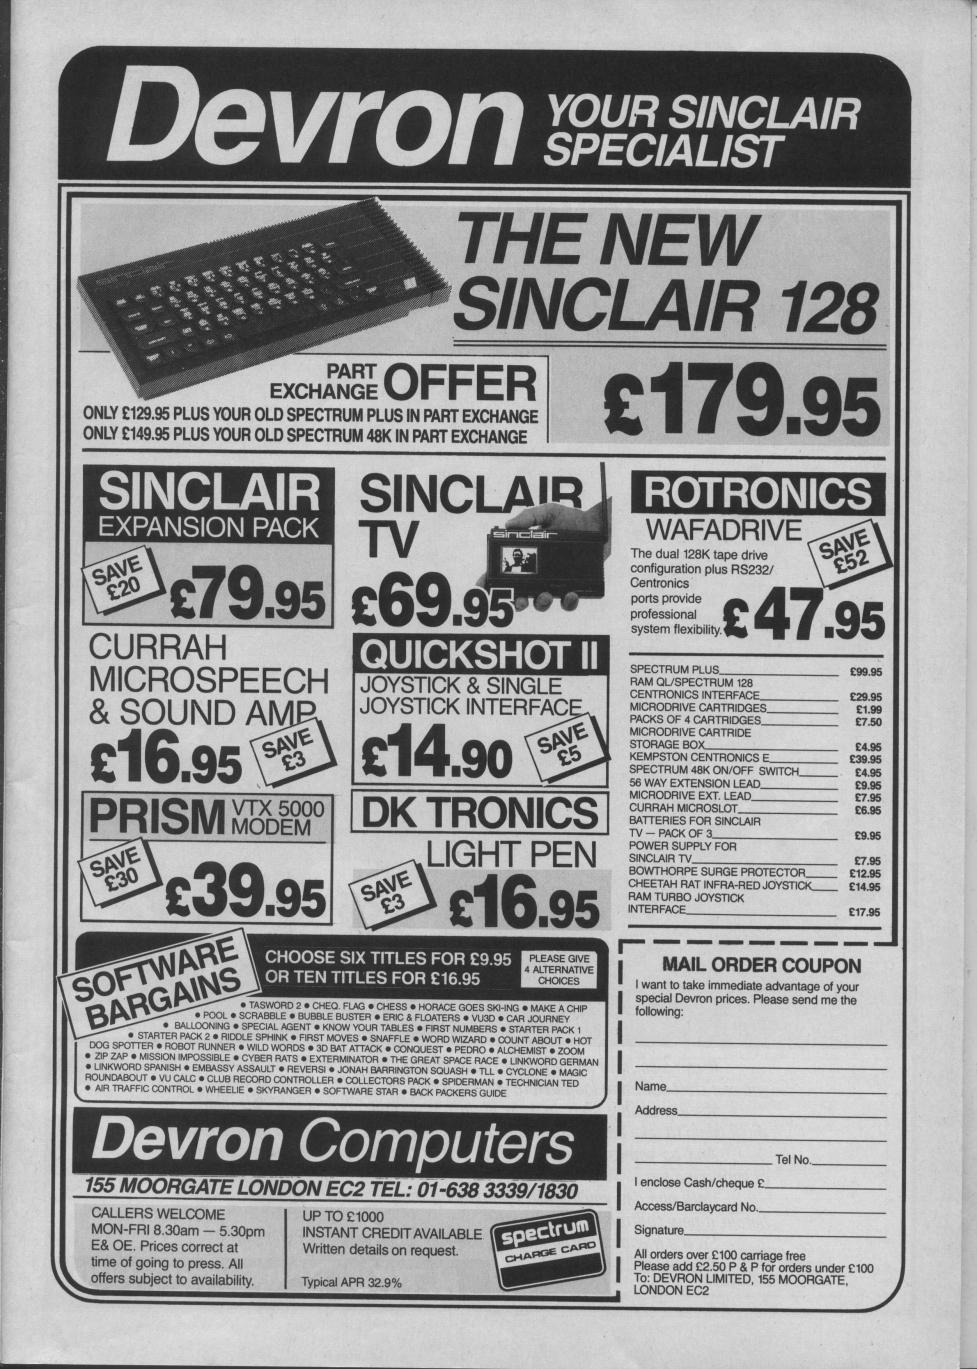 Devron YOUR SINCLAIR
SPECIALIST
THE NEW
SINCLAIR 128
£179.95
PART
EXCHANGE OFFER
ONLY £129.95 PLUS YOUR OLD SPECTRUM PLUS IN PART EXCHANGE
ONLY £149.95 PLUS YOUR OLD SPECTRUM 48K IN PART EXCHANGE
SINCLAIR
EXPANSION PACK
SAVE
£20
£79.95
CURRAH
MICROSPEECH
& SOUND AMP
£16.95
SAVE
£3
PRISM VTX 5000
MODEM
SAVE
£30
£39.95
SINCLAIR
TV
sinclair
£69.95
QUICKSHOT II
JOYSTICK & SINGLE
JOYSTICK INTERFACE
£14.90
SAVE
£5
DK TRONICS
LIGHT PEN
SAVE
£3
£16.95
ROTRONICS
WAFADRIVE
SAVE
£52
The dual 128K tape drive
configuration plus RS232/
Centronics
ports provide
professional
system flexibility.
£47.95
SPECTRUM PLUS £99.95
RAM QL/SPECTRUM 128
CENTRONICS INTERFACE £29.95
MICRODRIVE CARTRIDGES £1.99
PACKS OF 4 CARTRIDGES £7.50
MICRODRIVE CARTRIDE
STORAGE BOX £4.95
KEMPSTON CENTRONICS E £39.95
SPECTRUM 48K ON/OFF SWITCH £4.95
56 WAY EXTENSION LEAD £9.95
MICRODRIVE EXT. LEAD £7.95
CURRAH MICROSLOT £6.95
BATTERIES FOR SINCLAIR
TV — PACK OF 3 £9.95
POWER SUPPLY FOR
SINCLAIR TV £7.95
BOWTHORPE SURGE PROTECTOR £12.95
CHEETAH RAT INFRA-RED JOYSTICK £14.95
RAM TURBO JOYSTICK
INTERFACE £17.95
SOFTWARE
BARGAINS
CHOOSE SIX TITLES FOR £9.95
OR TEN TITLES FOR £16.95
PLEASE GIVE
4 ALTERNATIVE
CHOICES
● TASWORD 2 ● CHEQ. FLAG ● CHESS ● HORACE GOES SKI-ING ● MAKE A CHIP
● POOL ● SCRABBLE ● BUBBLE BUSTER ● ERIC & FLOATERS ● VU3D ● CAR JOURNEY
● BALLOONING ● SPECIAL AGENT ● KNOW YOUR TABLES ● FIRST NUMBERS ● STARTER PACK 1
● STARTER PACK 2 ● RIDDLE SPHINK ● FIRST MOVES ● SNAFFLE ● WORD WIZARD ● COUNT ABOUT ● HOT
DOG SPOTTER ● ROBOT RUNNER ● WILD WORDS ● 3D BAT ATTACK ● CONQUEST ● PEDRO ● ALCHEMIST ● ZOOM
● ZIP ZAP ● MISSION IMPOSSIBLE ● CYBER RATS ● EXTERMINATOR ● THE GREAT SPACE RACE ● LINKWORD GERMAN
● LINKWORD SPANISH ● EMBASSY ASSAULT ● REVERSI ● JONAH BARRINGTON SQUASH ● TLL ● CYCLONE ● MAGIC
ROUNDABOUT ● VU CALC ● CLUB RECORD CONTROLLER ● COLLECTORS PACK ● SPIDERMAN ● TECHNICIAN TED
● AIR TRAFFIC CONTROL ● WHEELIE ● SKYRANGER ● SOFTWARE STAR ● BACK PACKERS GUIDE
Devron Computers
155 MOORGATE LONDON EC2 TEL: 01-638 3339/1830
CALLERS WELCOME
MON-FRI 8.30am — 5.30pm
E& OE. Prices correct at
time of going to press. All
offers subject to availability.
UP TO £1000
INSTANT CREDIT AVAILABLE
Written details on request.
Typical APR 32.9%
spectrum
CHARGE CARD
MAIL ORDER COUPON
I want to take immediate advantage of your
special Devron prices. Please send me the
following:
Name
Address
Tel No.
I enclose Cash/cheque £
Access/Barclaycard No.
Signature
All orders over £100 carriage free
Please add £2.50 P & P for orders under £100
To: DEVRON LIMITED, 155 MOORGATE,
LONDON EC2